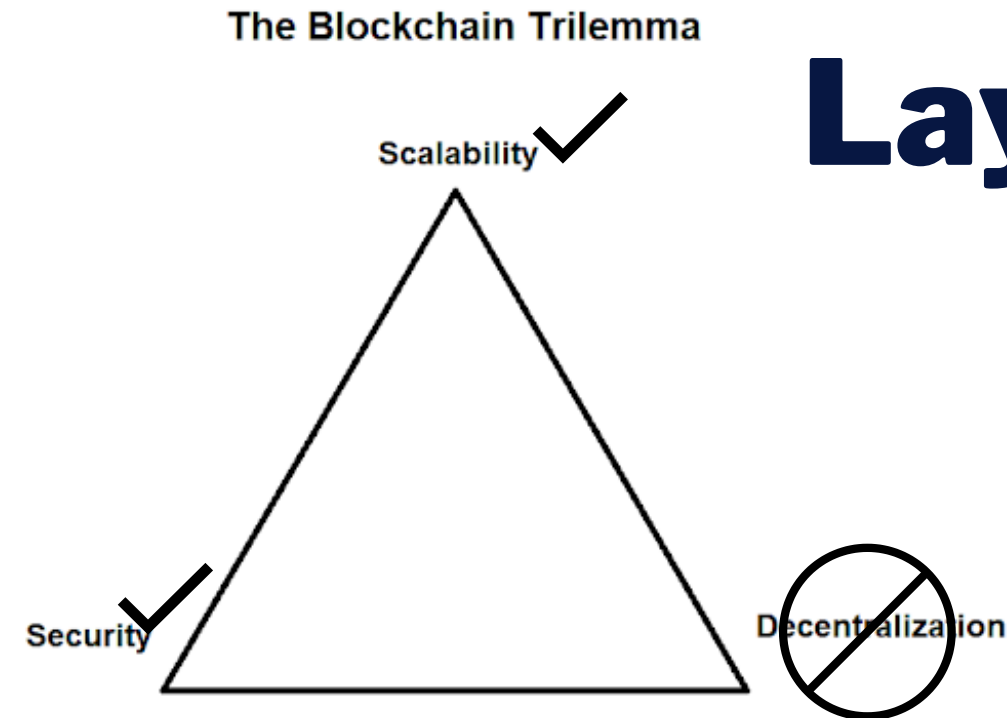 The Blockchain Trilemma
Lay
Scalability
Security
Decentralization